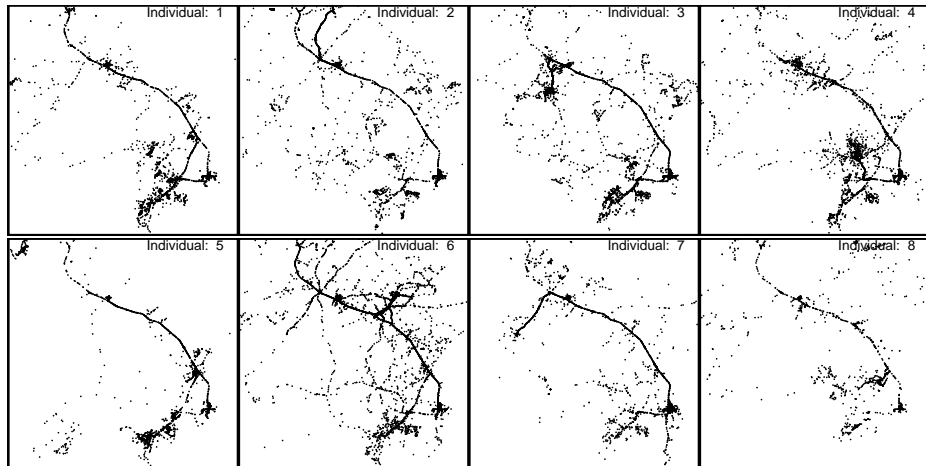 Individual: 1
Individual: 2
Individual: 3
Individual: 4
Individual: 5
Individual: 6
Individual: 7
Individual: 8